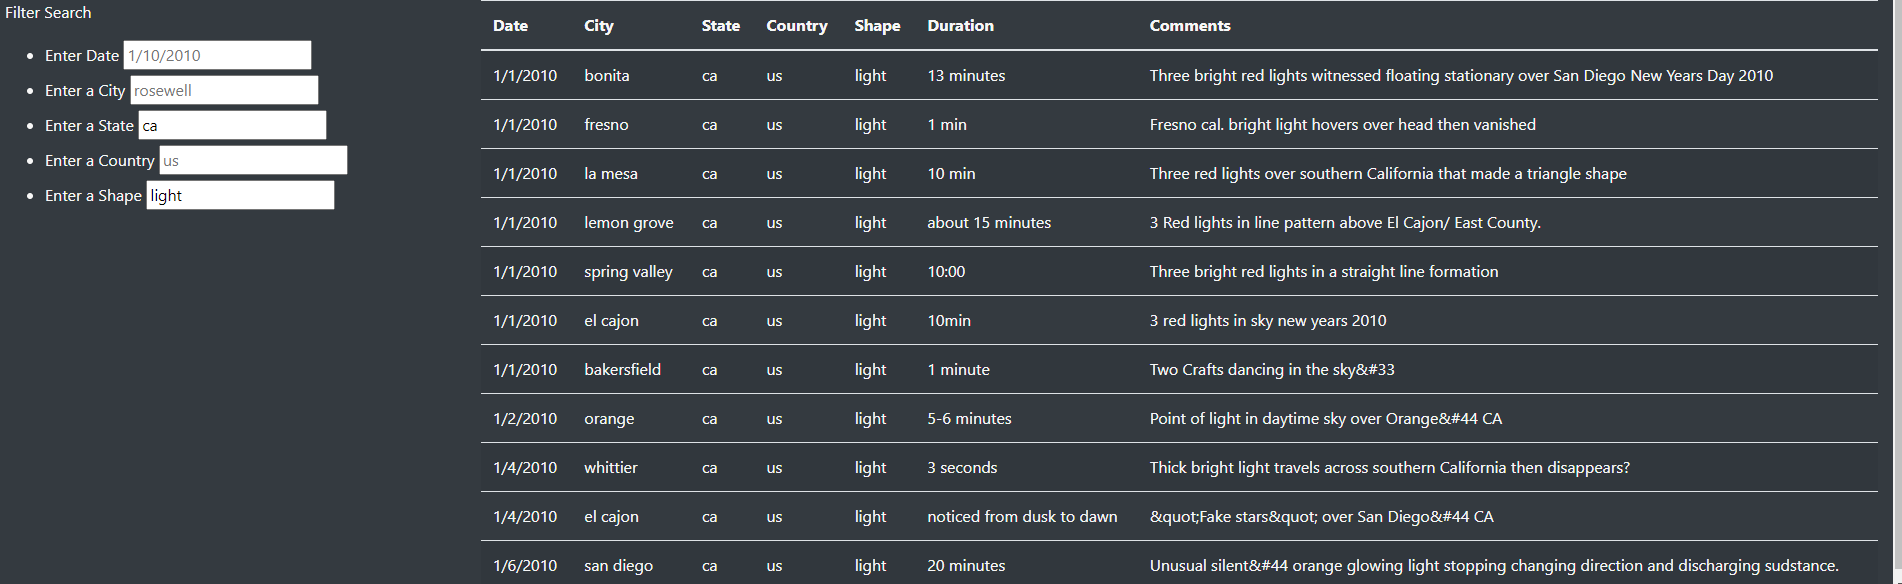 Filter Search
Enter Date 1/10/2010
Enter a City rosewell
Enter a State ca
Enter a Country us
Enter a Shape light
Date City State Country Shape Duration Comments
1/1/2010 bonita ca us light 13 minutes Three bright red lights witnessed floating stationary over San Diego New Years Day 2010
1/1/2010 fresno ca us light 1 min Fresno cal. bright light hovers over head then vanished
1/1/2010 la mesa ca us light 10 min Three red lights over southern California that made a triangle shape
1/1/2010 lemon grove ca us light about 15 minutes 3 Red lights in line pattern above El Cajon/ East County.
1/1/2010 spring valley ca us light 10:00 Three bright red lights in a straight line formation
1/1/2010 el cajon ca us light 10min 3 red lights in sky new years 2010
1/1/2010 bakersfield ca us light 1 minute Two Crafts dancing in the sky&#33
1/2/2010 orange ca us light 5-6 minutes Point of light in daytime sky over Orange&#44 CA
1/4/2010 whittier ca us light 3 seconds Thick bright light travels across southern California then disappears?
1/4/2010 el cajon ca us light noticed from dusk to dawn &quot;Fake stars&quot; over San Diego&#44 CA
1/6/2010 san diego ca us light 20 minutes Unusual silent&#44 orange glowing light stopping changing direction and discharging sudstance.